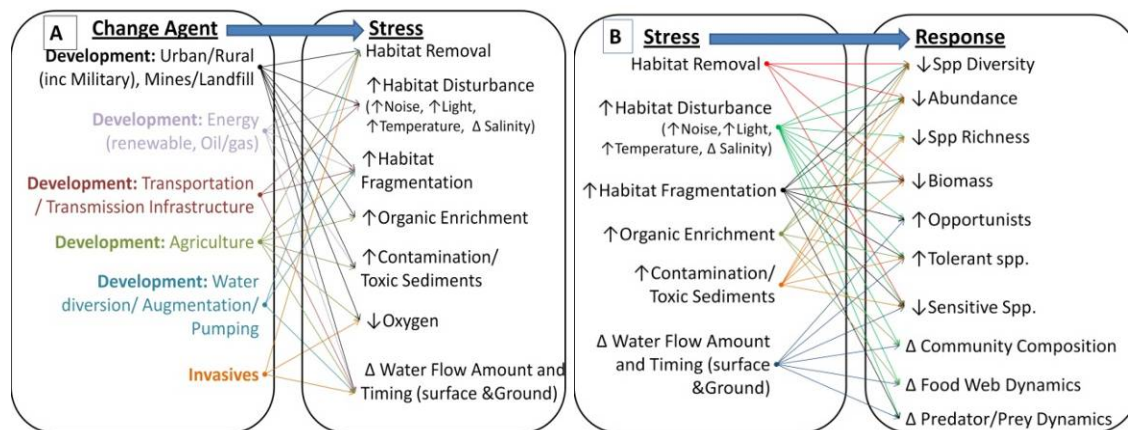 A
Change Agent
Stress
Development: Urban/Rural
(inc Military), Mines/Landfill
Development: Energy
(renewable, Oil/gas)
Development: Transportation
/ Transmission Infrastructure
Development: Agriculture
Development: Water
diversion/ Augmentation/
Pumping
Invasives
Habitat Removal
↑Habitat Disturbance
(↑Noise, ↑Light,
↑Temperature, Δ Salinity)
↑Habitat
Fragmentation
↑Organic Enrichment
↑Contamination/
Toxic Sediments
↓Oxygen
Δ Water Flow Amount and
Timing (surface &Ground)
B
Stress
Response
Habitat Removal
↑Habitat Disturbance
(↑Noise,↑Light,
↑Temperature, Δ Salinity)
↑Habitat Fragmentation
↑Organic Enrichment
↑Contamination/
Toxic Sediments
Δ Water Flow Amount
and Timing (surface
&Ground)
↓Spp Diversity
↓Abundance
↓Spp Richness
↓Biomass
↑Opportunists
↑Tolerant spp.
↓Sensitive Spp.
Δ Community Composition
Δ Food Web Dynamics
Δ Predator/Prey Dynamics